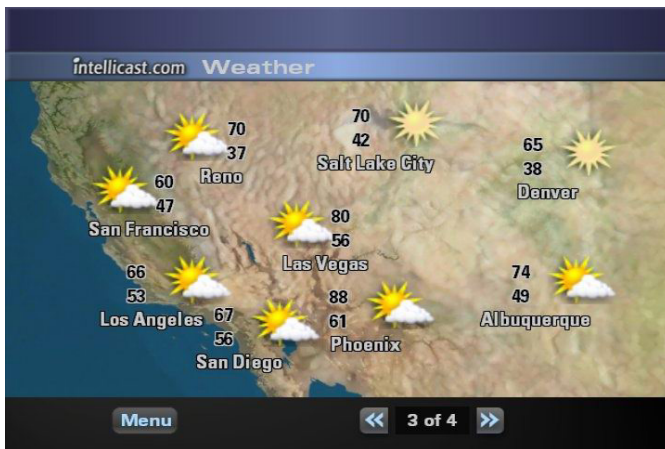 intellicast.com Weather
70
37
Reno
70
42
Salt Lake City
65
38
Denver
60
47
San Francisco
80
56
Las Vegas
66
53
Los Angeles
67
56
San Diego
88
61
Phoenix
74
49
Albuquerque
Menu
3 of 4